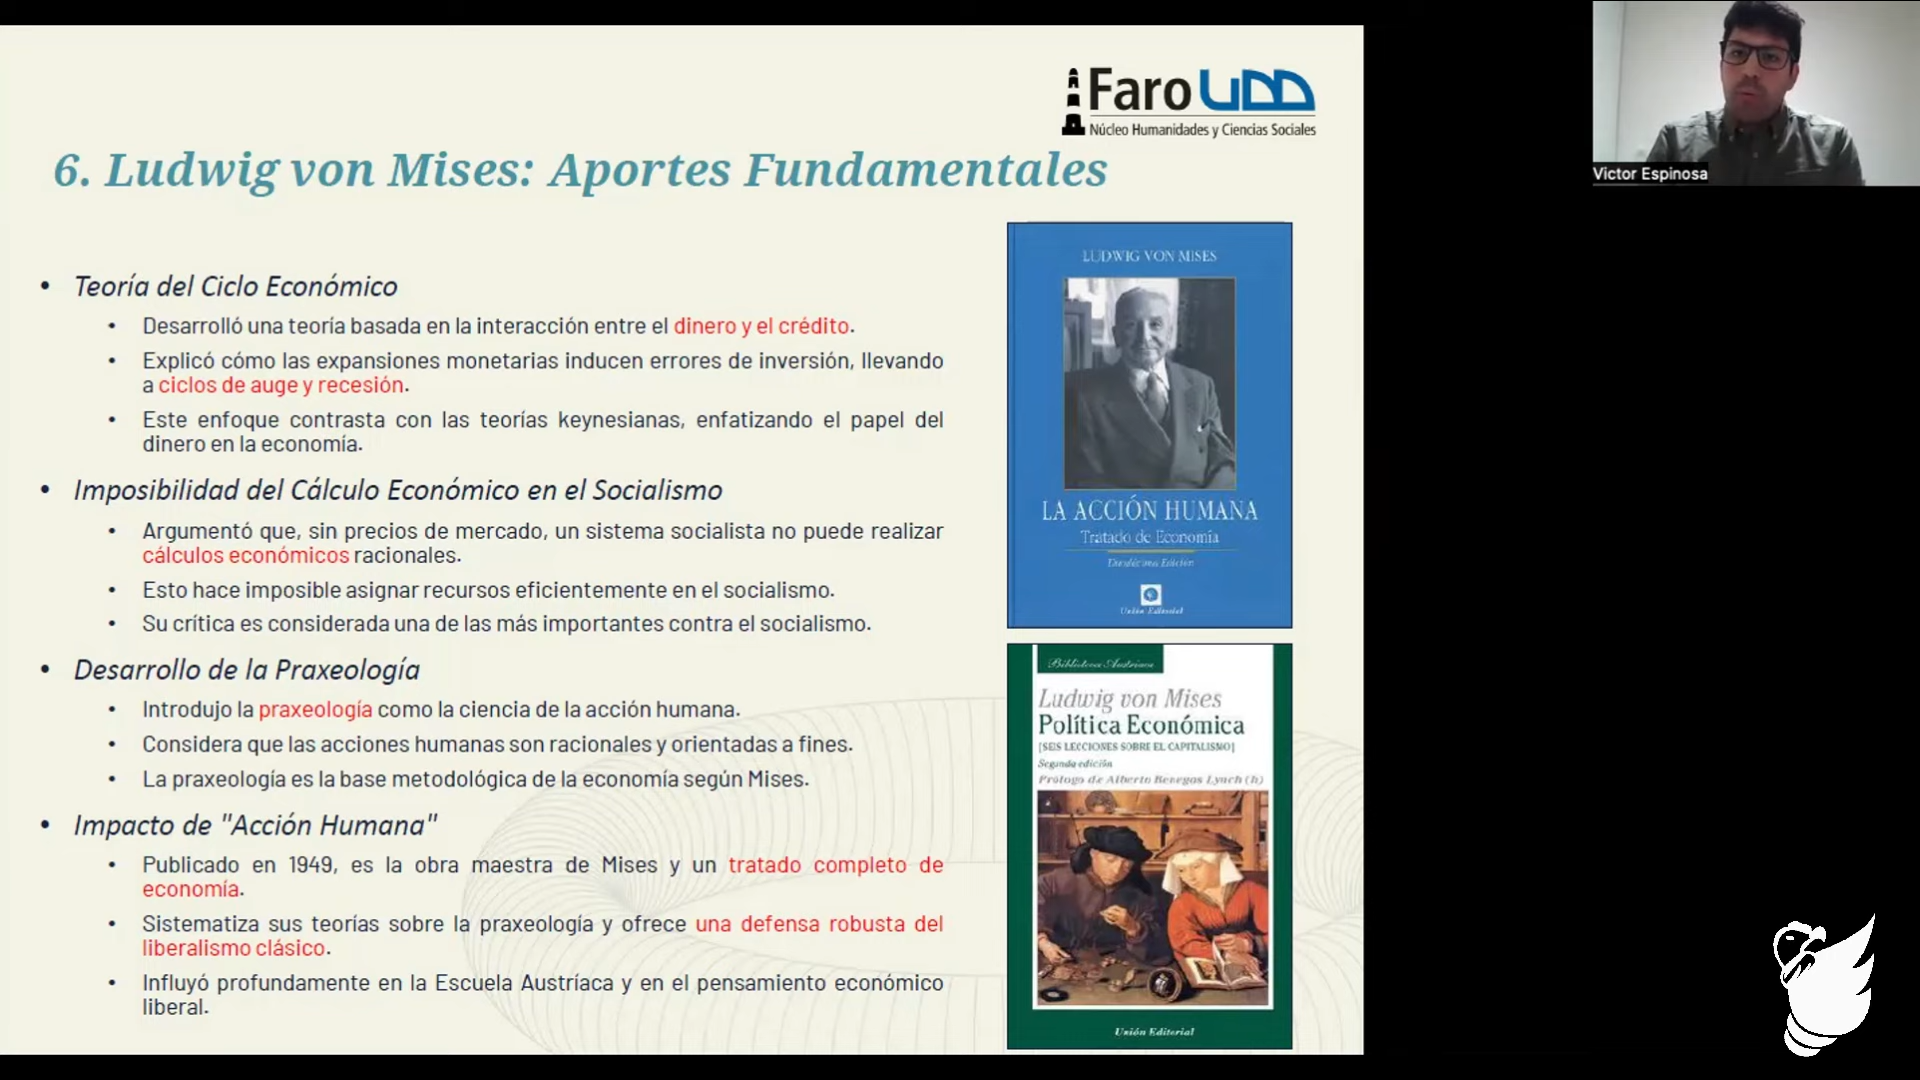 Faro UDD
Núcleo Humanidades y Ciencias Sociales
Victor Espinosa
6. Ludwig von Mises: Aportes Fundamentales
• Teoría del Ciclo Económico
• Desarrolló una teoría basada en la interacción entre el dinero y el crédito.
• Explicó cómo las expansiones monetarias inducen errores de inversión, llevando
a ciclos de auge y recesión.
• Este enfoque contrasta con las teorías keynesianas, enfatizando el papel del
dinero en la economía.
• Imposibilidad del Cálculo Económico en el Socialismo
• Argumentó que, sin precios de mercado, un sistema socialista no puede realizar
cálculos económicos racionales.
• Esto hace imposible asignar recursos eficientemente en el socialismo.
• Su crítica es considerada una de las más importantes contra el socialismo.
• Desarrollo de la Praxeología
• Introdujo la praxeología como la ciencia de la acción humana.
• Considera que las acciones humanas son racionales y orientadas a fines.
• La praxeología es la base metodológica de la economía según Mises.
• Impacto de "Acción Humana"
• Publicado en 1949, es la obra maestra de Mises y un tratado completo de
economía.
• Sistematiza sus teorías sobre la praxeología y ofrece una defensa robusta del
liberalismo clásico.
• Influyó profundamente en la Escuela Austríaca y en el pensamiento económico
liberal.
LUDWIG VON MISES
LA ACCIÓN HUMANA
Tratado de Economía
Unión Editorial
Biblioteca Austriaca
Ludwig von Mises
Política Económica
[SEIS LECCIONES SOBRE EL CAPITALISMO]
Segunda edición
Prólogo de Alberto Benegas Lynch (h)
Unión Editorial